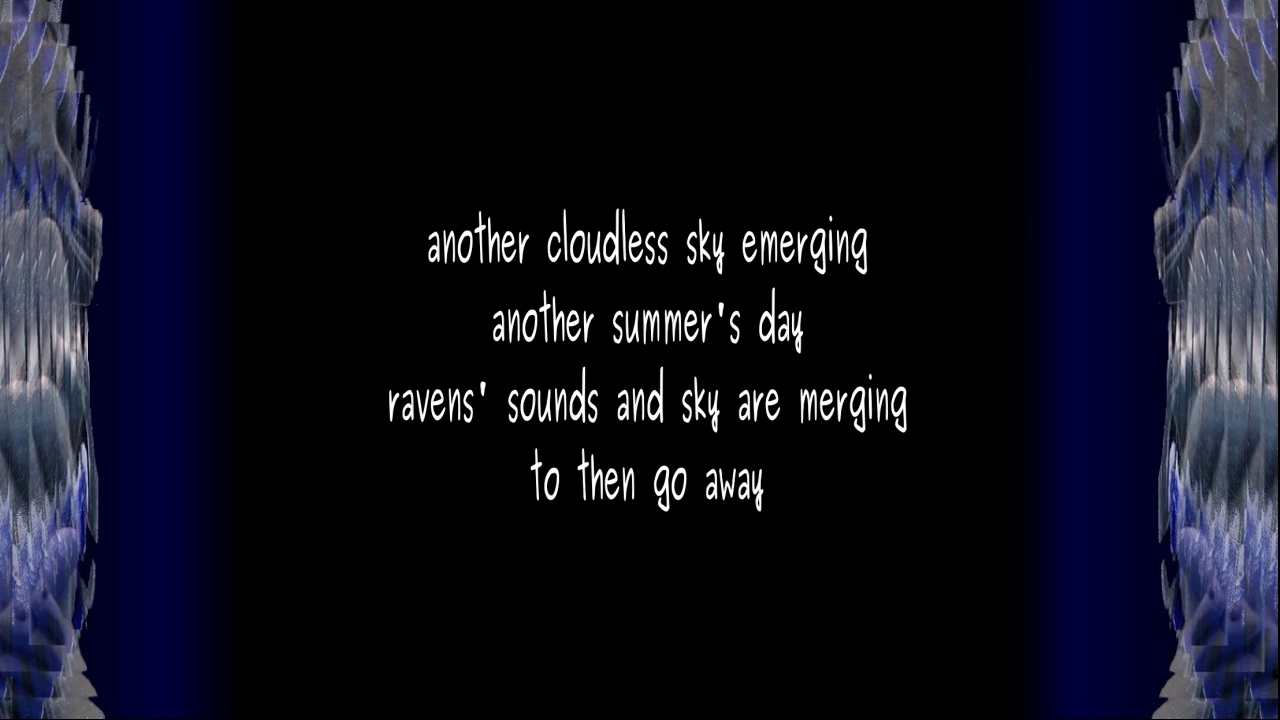 another cloudless sky emerging
another summer's day
ravens' sounds and sky are merging
to then go away